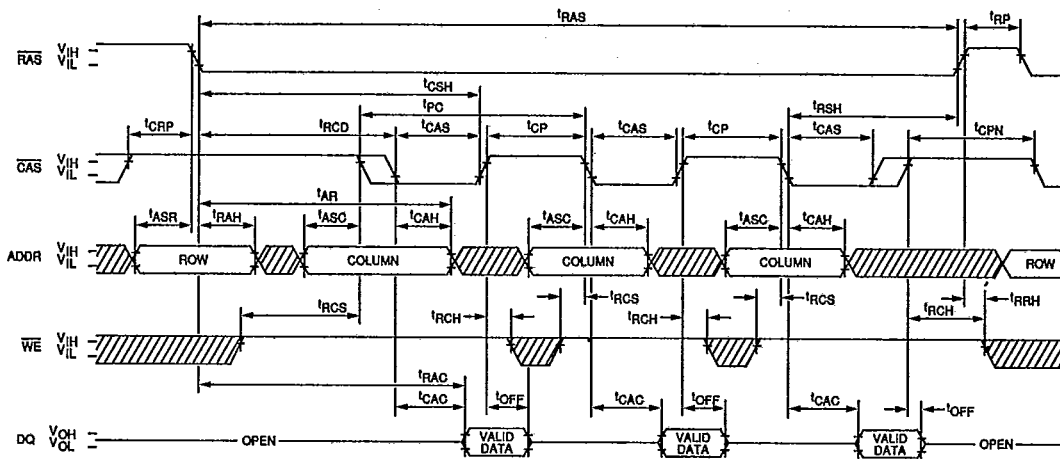 tRAS
tRP
RAS VIH
VIL
tCSH
tPC
tRSH
tCRP
tRCD
tCAS
tCP
tCAS
tCP
tCAS
tCPN
CAS VIH
VIL
tAR
tASR
tRAH
tASC
tCAH
tASC
tCAH
tASC
tCAH
ADDR VIH
VIL
ROW
COLUMN
COLUMN
COLUMN
ROW
tRCS
tRCH
tRCS
tRCH
tRCS
tRCH
tRRH
WE VIH
VIL
tRAC
tCAC
tOFF
tCAC
tOFF
tCAC
tOFF
DQ VOH
VOL
OPEN
VALID
DATA
VALID
DATA
VALID
DATA
OPEN